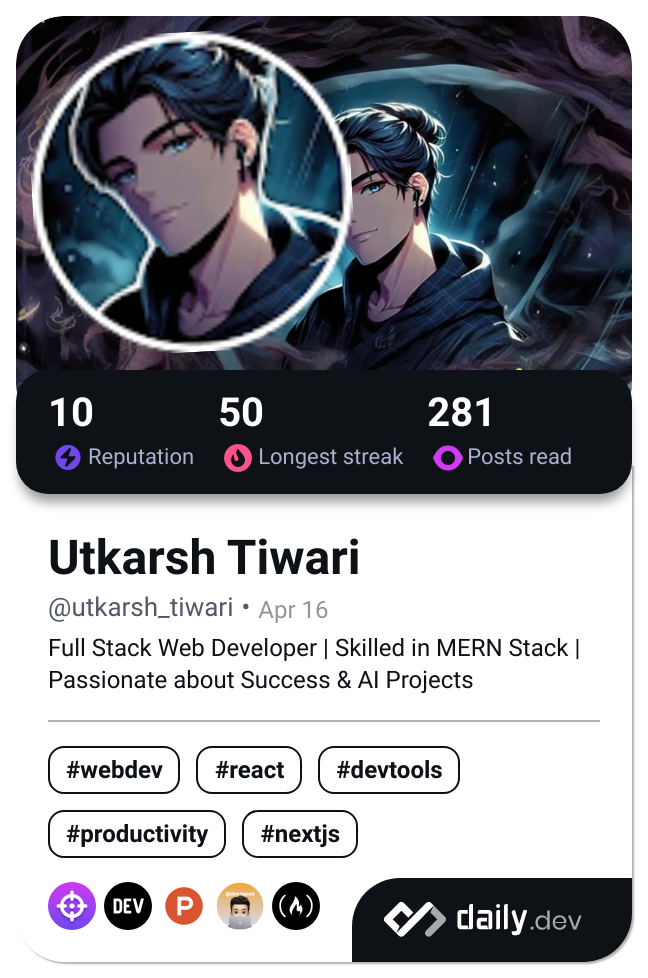 10 50 281
Reputation Longest streak Posts read
Utkarsh Tiwari
@utkarsh_tiwari • Apr 16
Full Stack Web Developer | Skilled in MERN Stack |
Passionate about Success & AI Projects
#webdev #react #devtools
#productivity #nextjs
DEV P
daily.dev